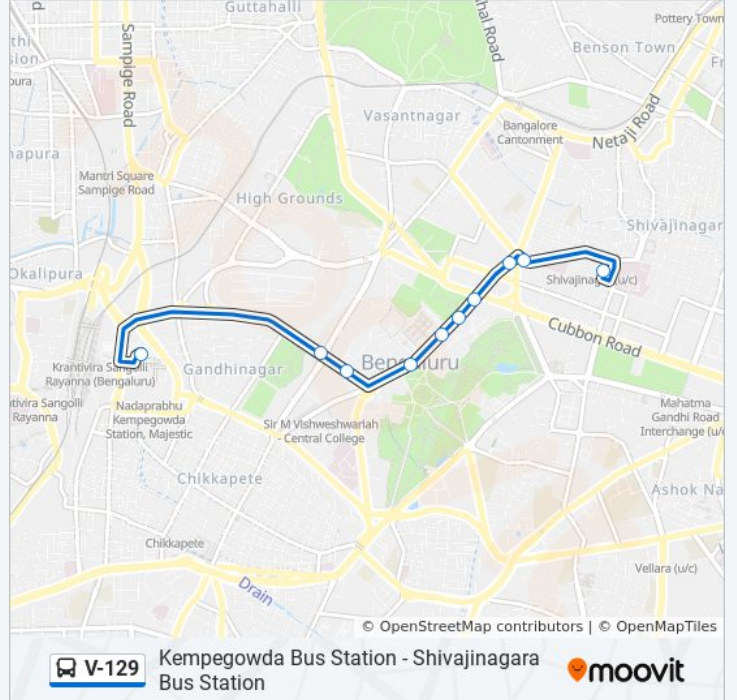 Guttahalli
Pottery Town
Sampige Road
Benson Town
Vasantnagar
Bangalore
Cantonment
Netaji Road
Mantri Square
Sampige Road
High Grounds
Shivajinagar
Okalipura
Cubbon Road
Bengaluru
Krantivira Sangolli
Rayanna (Bengaluru)
Gandhinagar
Nadaprabhu
Kempegowda
Station, Majestic
Rayanna
Sir M Vishweshwariah
- Central College
Mahatma
Gandhi Road
Interchange (u/c
Chikkapete
Ashok Na
Chikkapete
Vellara (u/c)
Drain
© OpenStreetMap contributors | © OpenMapTiles
V-129
Kempegowda Bus Station - Shivajinagara
Bus Station
moovit